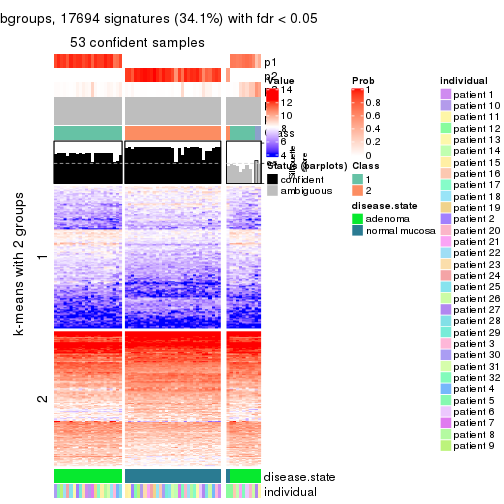 bgroups, 17694 signatures (34.1%) with fdr < 0.05
53 confident samples
p1
p2
k-means with 2 groups
1
2
Value
14
12
10
8
6
4
Status (barplots)
confident
ambiguous
Silhouette
score
Prob
1
0.8
0.6
0.4
0.2
0
Class
1
2
disease.state
adenoma
normal mucosa
individual
patient 1
patient 10
patient 11
patient 12
patient 13
patient 14
patient 15
patient 16
patient 17
patient 18
patient 19
patient 2
patient 20
patient 21
patient 22
patient 23
patient 24
patient 25
patient 26
patient 27
patient 28
patient 29
patient 3
patient 30
patient 31
patient 32
patient 4
patient 5
patient 6
patient 7
patient 8
patient 9
disease.state
individual